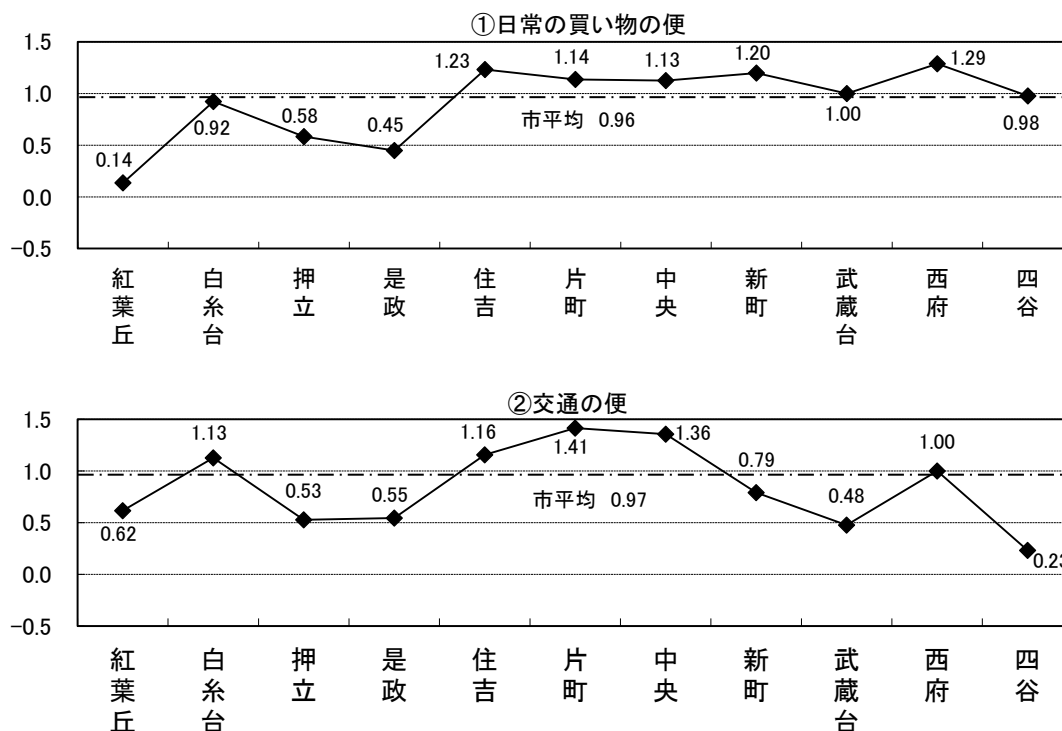 ①日常の買い物の便
1.5
1.0
0.5
0.0
−0.5
0.14
0.92
0.58
0.45
1.23
1.14
1.13
1.20
1.00
1.29
0.98
市平均 0.96
紅葉丘
白糸台
押立
是政
住吉
片町
中央
新町
武蔵台
西府
四谷
②交通の便
1.5
1.0
0.5
0.0
−0.5
0.62
1.13
0.53
0.55
1.16
1.41
1.36
0.79
0.48
1.00
0.23
市平均 0.97
紅葉丘
白糸台
押立
是政
住吉
片町
中央
新町
武蔵台
西府
四谷